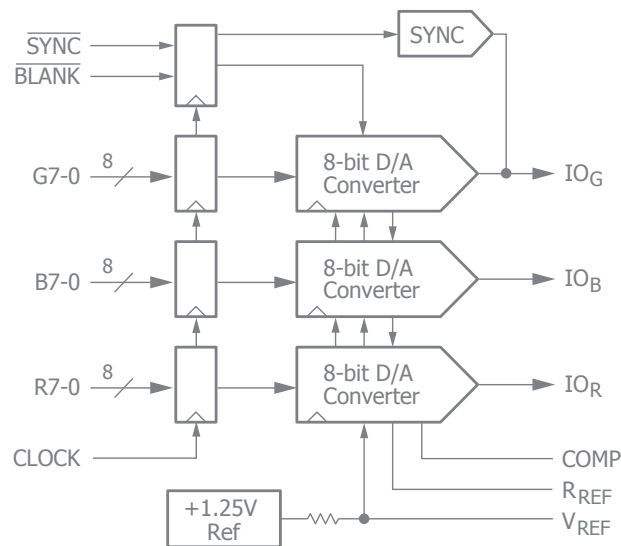 SYNC
SYNC
BLANK
G7-0
8
8-bit D/A
Converter
IOG
B7-0
8
8-bit D/A
Converter
IOB
R7-0
8
8-bit D/A
Converter
IOR
CLOCK
COMP
RREF
+1.25V
Ref
VREF